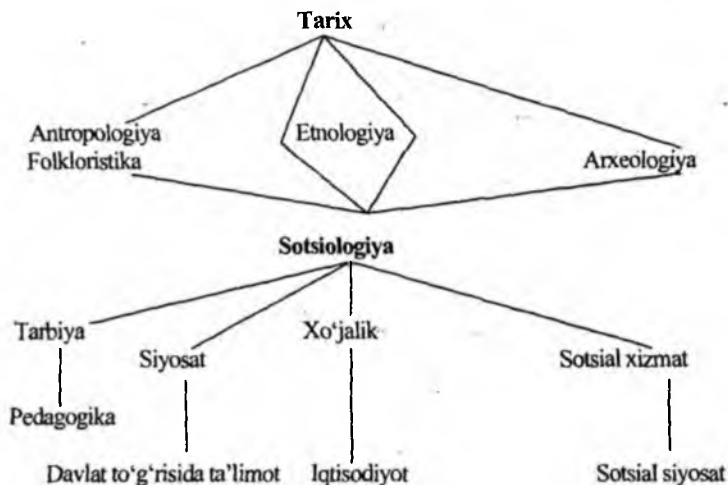 Tarix
Antropologiya
Folkloristika
Etnologiya
Arxeologiya
Sotsiologiya
Tarbiya
Siyosat
Xo‘jalik
Sotsial xizmat
Pedagogika
Davlat to‘g‘risida ta’limot
Iqtisodiyot
Sotsial siyosat